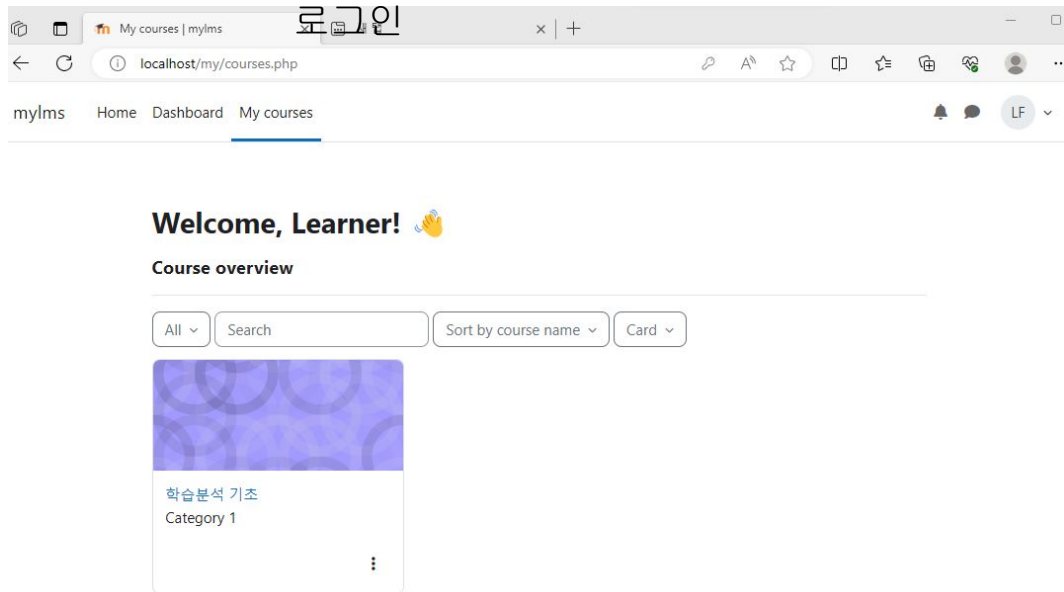 로그인
My courses | mylms
localhost/my/courses.php
mylms Home Dashboard My courses LF
Welcome, Learner! 👋
Course overview
All Search Sort by course name Card
학습분석 기초
Category 1